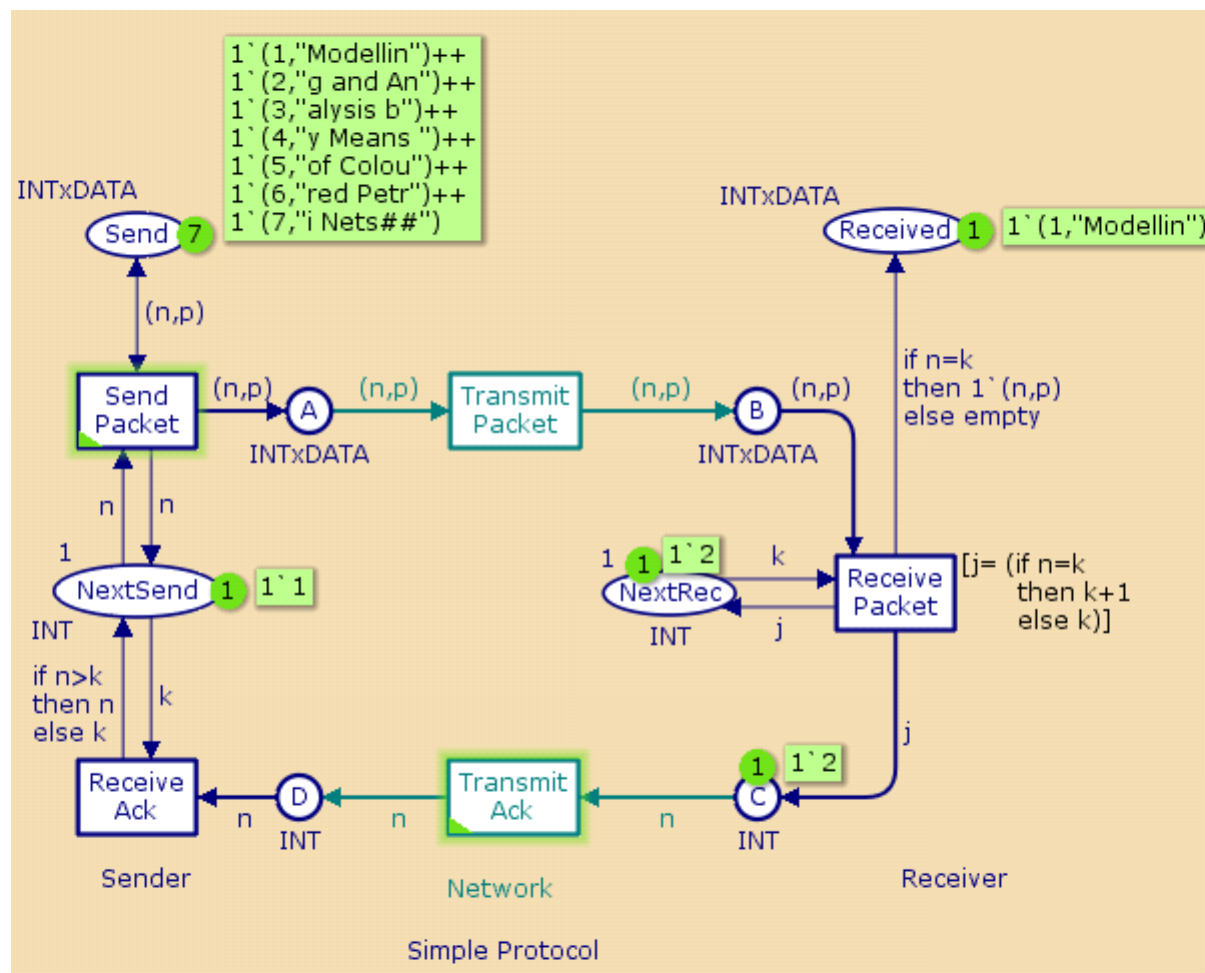 1`(1,"Modellin")++
1`(2,"g and An")++
1`(3,"alysis b")++
1`(4,"y Means ")++
1`(5,"of Colou")++
1`(6,"red Petr")++
1`(7,"i Nets##")
INTxDATA
Send
7
INTxDATA
Received
1
1`(1,"Modellin")
(n,p)
if n=k
then 1`(n,p)
else empty
Send
Packet
(n,p)
A
INTxDATA
(n,p)
Transmit
Packet
(n,p)
B
INTxDATA
(n,p)
n
n
1
NextSend
1
1`1
INT
1
1
1`2
NextRec
INT
k
j
Receive
Packet
[j= (if n=k
then k+1
else k)]
if n>k
then n
else k
k
j
Receive
Ack
n
D
INT
n
Transmit
Ack
n
1
1`2
C
INT
Sender
Network
Receiver
Simple Protocol